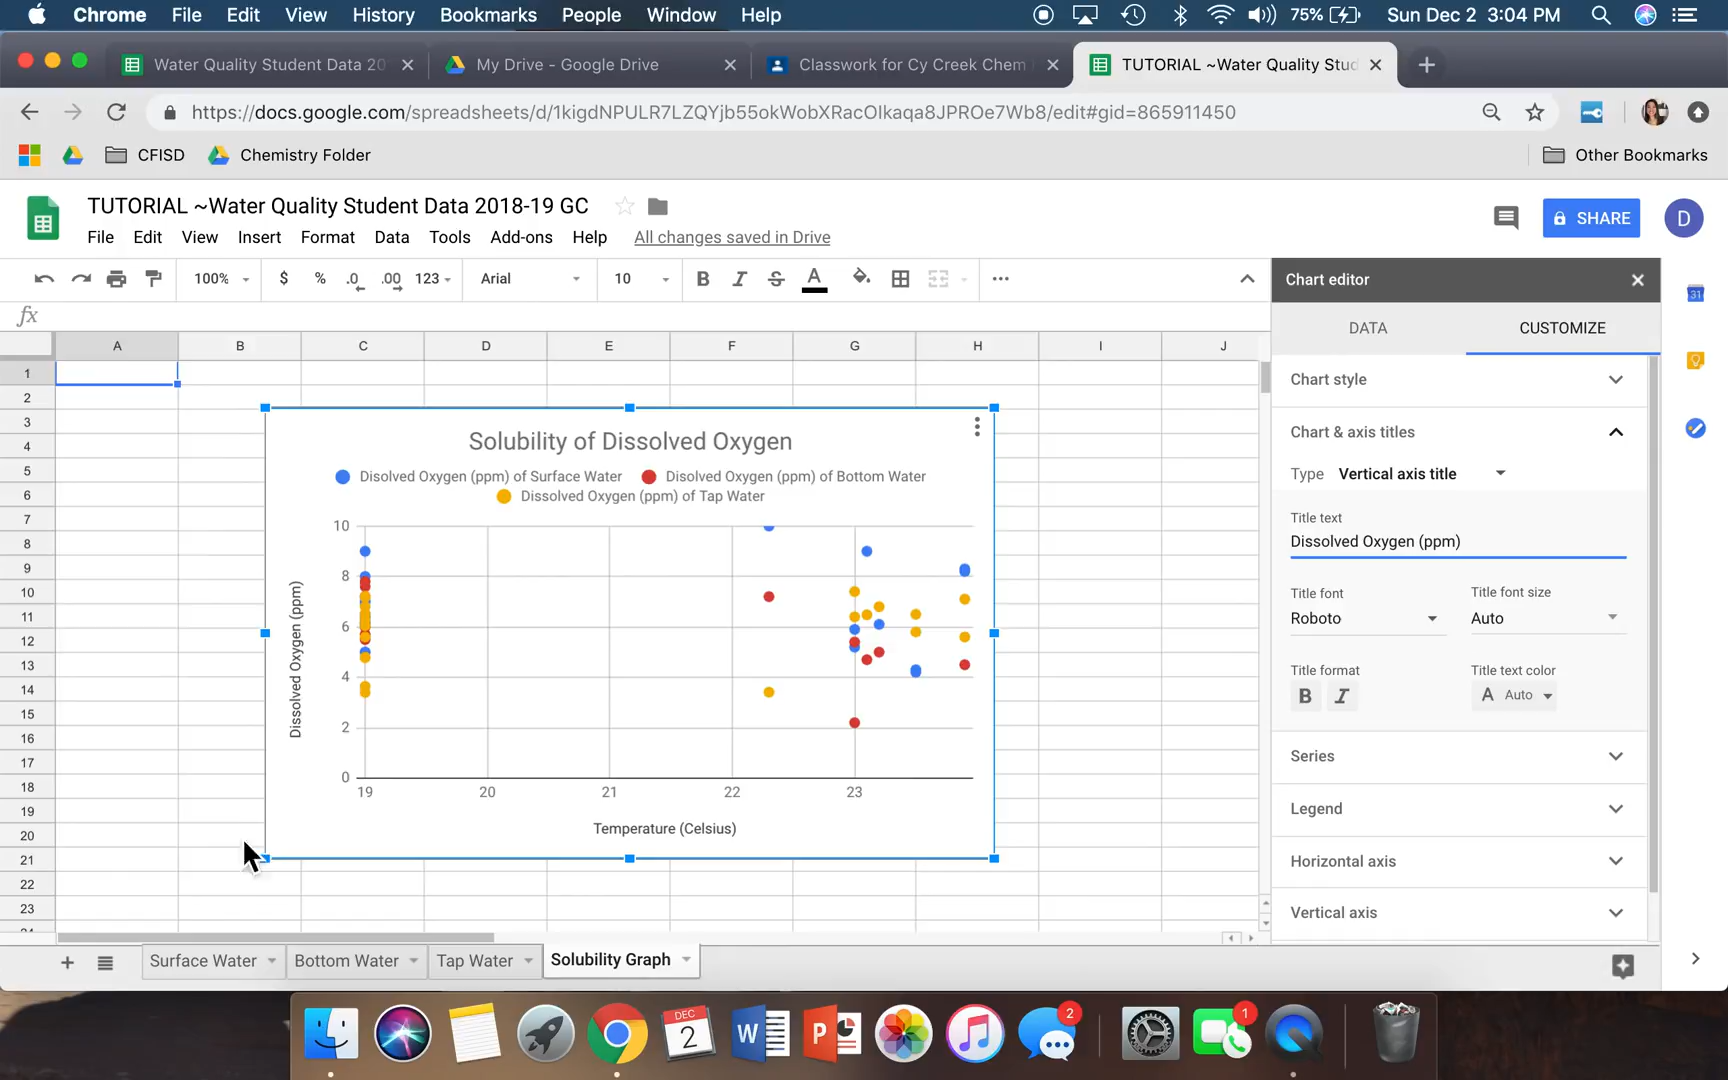 Chrome File Edit View History Bookmarks People Window Help 75% Sun Dec 2 3:04 PM
Water Quality Student Data 20 My Drive - Google Drive Classwork for Cy Creek Chem TUTORIAL ~Water Quality Stud
https://docs.google.com/spreadsheets/d/1kigdNPULR7LZQYjb55okWobXRacOlkaqa8JPROe7Wb8/edit#gid=865911450
CFISD Chemistry Folder Other Bookmarks
TUTORIAL ~Water Quality Student Data 2018-19 GC
SHARE D
File Edit View Insert Format Data Tools Add-ons Help All changes saved in Drive
100% $ % .0 .00 123 Arial 10 B I S A
fx
A B C D E F G H I J
1
2
3
4
5
6
7
8
9
10
11
12
13
14
15
16
17
18
19
20
21
22
23
24
Solubility of Dissolved Oxygen
Disolved Oxygen (ppm) of Surface Water Disolved Oxygen (ppm) of Bottom Water
Dissolved Oxygen (ppm) of Tap Water
10
8
6
4
2
0
Dissolved Oxygen (ppm)
19 20 21 22 23
Temperature (Celsius)
Chart editor
DATA CUSTOMIZE
Chart style
Chart & axis titles
Type Vertical axis title
Title text
Dissolved Oxygen (ppm)
Title font Title font size
Roboto Auto
Title format Title text color
B I A Auto
Series
Legend
Horizontal axis
Vertical axis
31
Surface Water Bottom Water Tap Water Solubility Graph
DEC
2
W
P
2
1